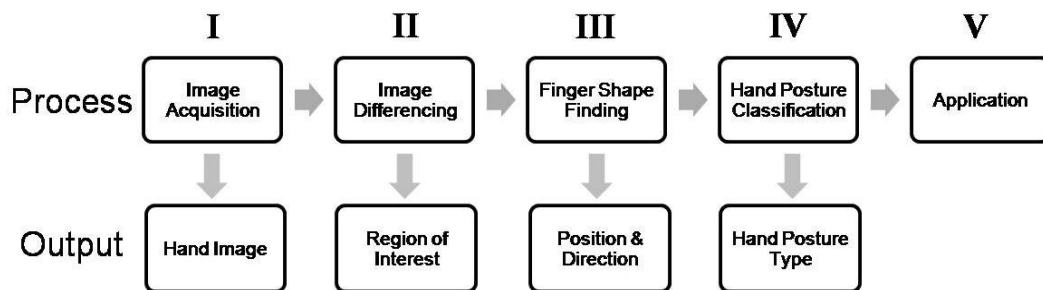 I II III IV V
Process
Image
Acquisition
Image
Differencing
Finger Shape
Finding
Hand Posture
Classification
Application
Output
Hand Image
Region of
Interest
Position &
Direction
Hand Posture
Type